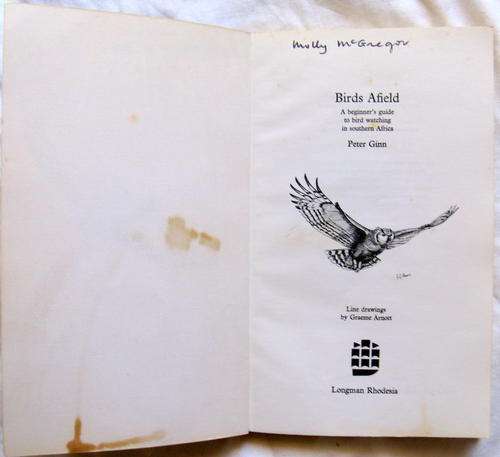 Molly McGregor
Birds Afield
A beginner's guide
to bird watching
in southern Africa
Peter Ginn
Line drawings
by Graeme Arnott
Longman Rhodesia